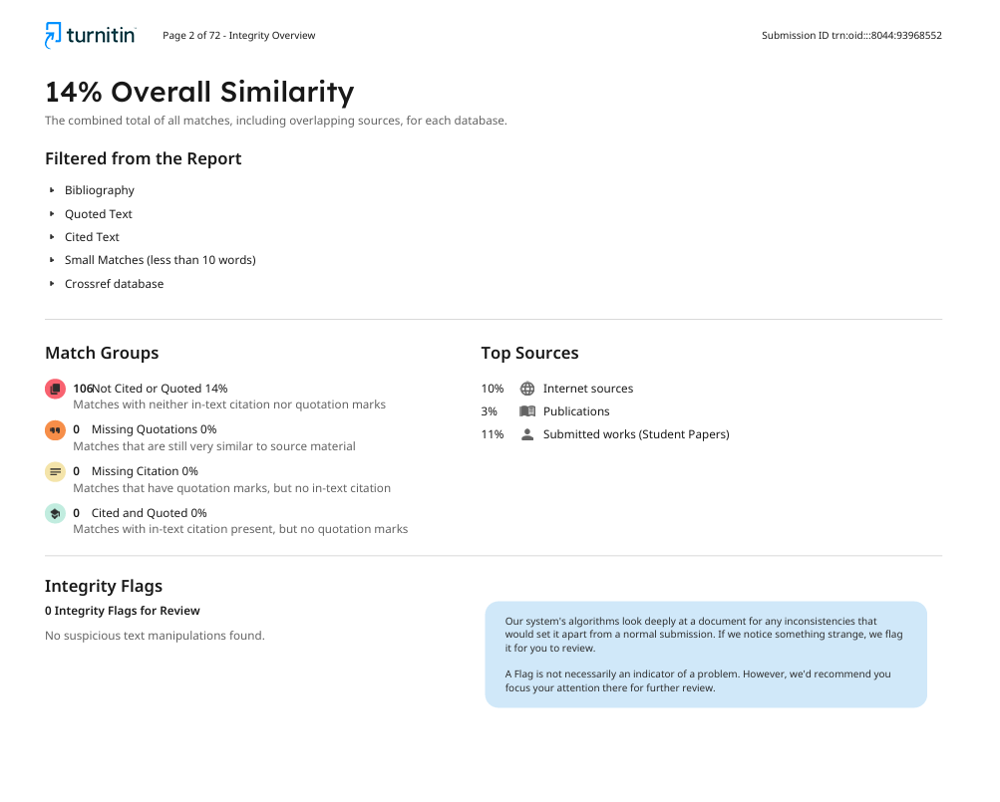 turnitin
Page 2 of 72 - Integrity Overview
Submission ID trn:oid:::8044:93968552
14% Overall Similarity
The combined total of all matches, including overlapping sources, for each database.
Filtered from the Report
Bibliography
Quoted Text
Cited Text
Small Matches (less than 10 words)
Crossref database
Match Groups
106 Not Cited or Quoted 14%
Matches with neither in-text citation nor quotation marks
0 Missing Quotations 0%
Matches that are still very similar to source material
0 Missing Citation 0%
Matches that have quotation marks, but no in-text citation
0 Cited and Quoted 0%
Matches with in-text citation present, but no quotation marks
Top Sources
10% Internet sources
3% Publications
11% Submitted works (Student Papers)
Integrity Flags
0 Integrity Flags for Review
No suspicious text manipulations found.
Our system's algorithms look deeply at a document for any inconsistencies that
would set it apart from a normal submission. If we notice something strange, we flag
it for you to review.
A Flag is not necessarily an indicator of a problem. However, we'd recommend you
focus your attention there for further review.